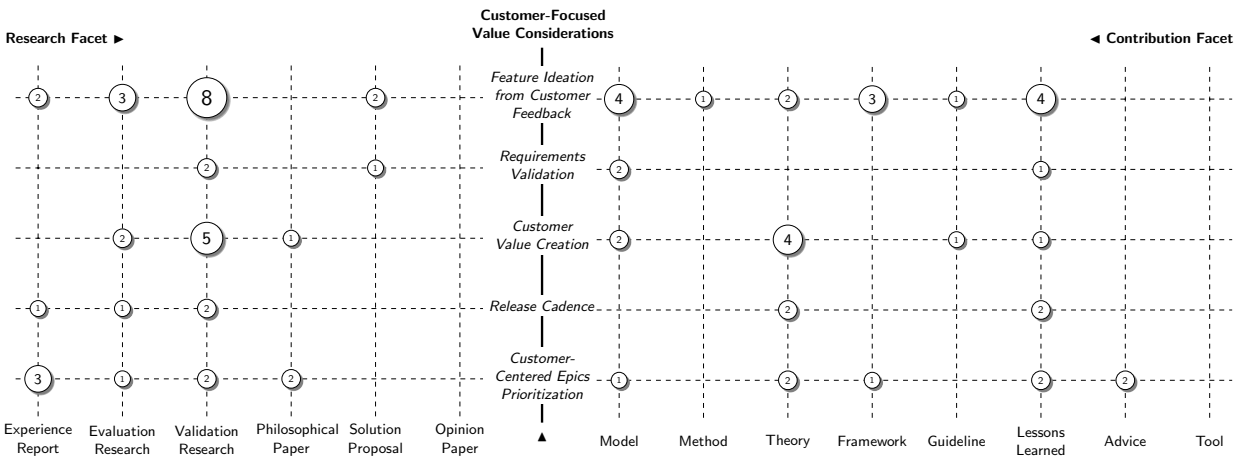 Customer-Focused
Value Considerations
Research Facet ►
◄ Contribution Facet
Feature Ideation
from Customer
Feedback
2 3 8 2
4 1 2 3 1 4
Requirements
Validation
2 1
2 1
Customer
Value Creation
2 5 1
2 4 1 1
Release Cadence
1 1 2
2 2
Customer-
Centered Epics
Prioritization
3 1 2 2
1 2 1 2 2
Experience
Report
Evaluation
Research
Validation
Research
Philosophical
Paper
Solution
Proposal
Opinion
Paper
Model
Method
Theory
Framework
Guideline
Lessons
Learned
Advice
Tool